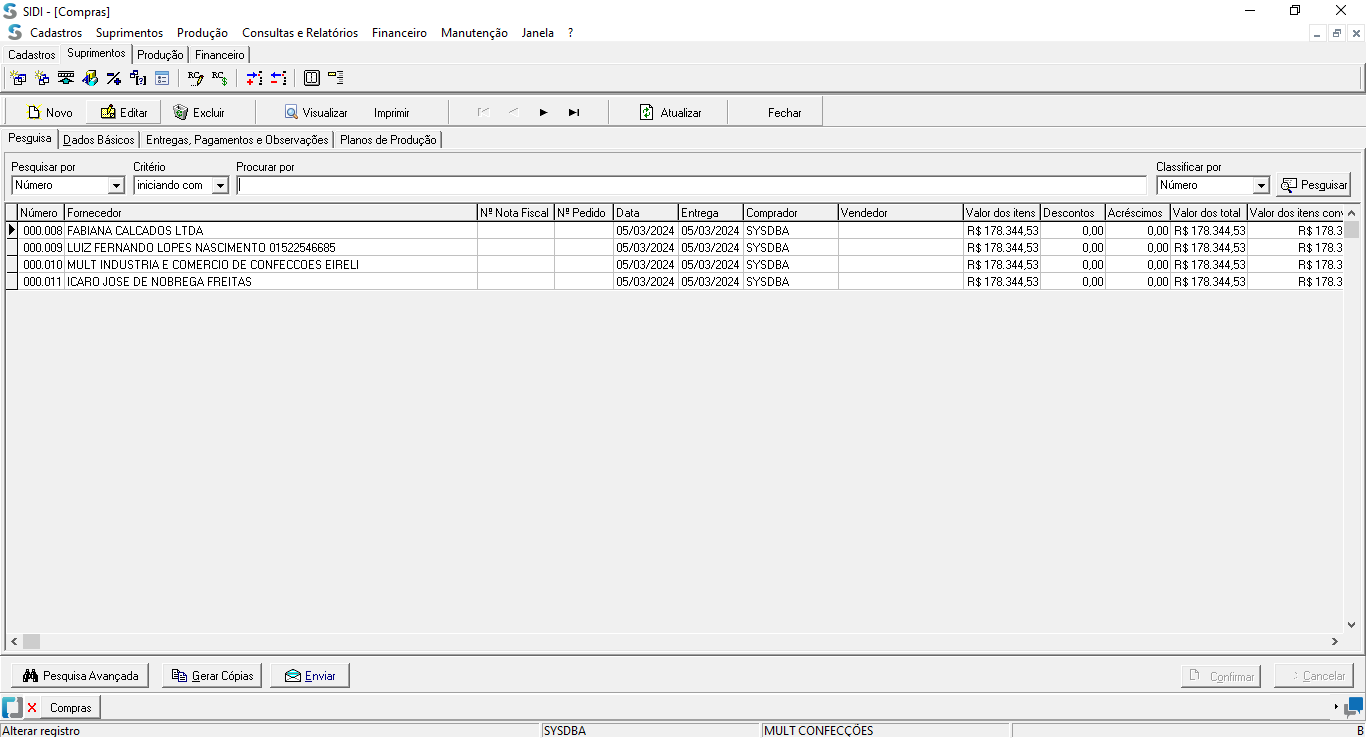 SIDI - [Compras]
Cadastros Suprimentos Produção Consultas e Relatórios Financeiro Manutenção Janela ?
Cadastros Suprimentos Produção Financeiro
Novo Editar Excluir Visualizar Imprimir Atualizar Fechar
Pesquisa Dados Básicos Entregas, Pagamentos e Observações Planos de Produção
Pesquisar por Critério Procurar por Classificar por
Número iniciando com Número Pesquisar
Número Fornecedor Nº Nota Fiscal Nº Pedido Data Entrega Comprador Vendedor Valor dos itens Descontos Acréscimos Valor dos total Valor dos itens conv
000.008 FABIANA CALCADOS LTDA 05/03/2024 05/03/2024 SYSDBA R$ 178.344,53 0,00 0,00 R$ 178.344,53 R$ 178.3
000.009 LUIZ FERNANDO LOPES NASCIMENTO 01522546685 05/03/2024 05/03/2024 SYSDBA R$ 178.344,53 0,00 0,00 R$ 178.344,53 R$ 178.3
000.010 MULT INDUSTRIA E COMERCIO DE CONFECCOES EIRELI 05/03/2024 05/03/2024 SYSDBA R$ 178.344,53 0,00 0,00 R$ 178.344,53 R$ 178.3
000.011 ICARO JOSE DE NOBREGA FREITAS 05/03/2024 05/03/2024 SYSDBA R$ 178.344,53 0,00 0,00 R$ 178.344,53 R$ 178.3
Pesquisa Avançada Gerar Cópias Enviar Confirmar Cancelar
Compras
Alterar registro SYSDBA MULT CONFECÇÕES B